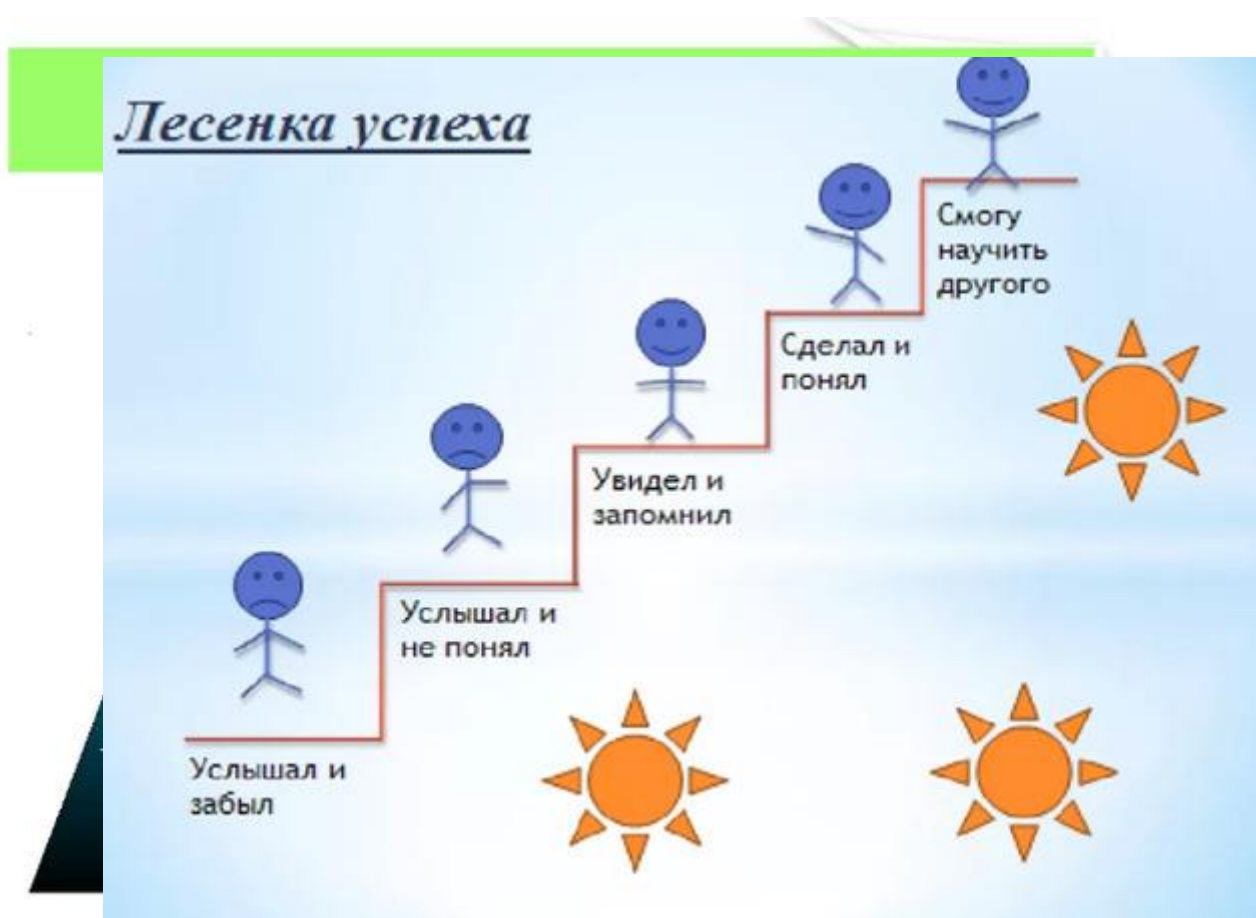 Лесенка успеха
Смогу
научить
другого
Сделал и
понял
Увидел и
запомнил
Услышал и
не понял
Услышал и
забыл